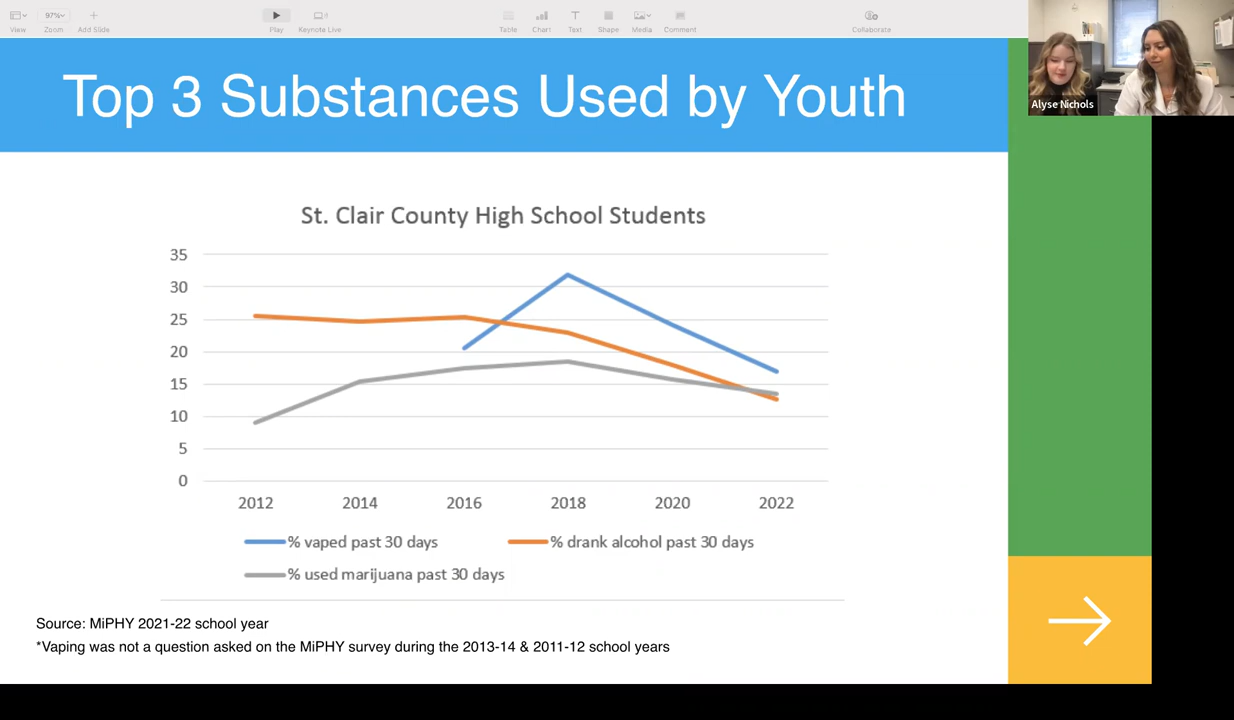 97%
View
Zoom
Add Slide
Play
Keynote Live
Table
Chart
Text
Shape
Media
Comment
Collaborate
Alyse Nichols
Top 3 Substances Used by Youth
St. Clair County High School Students
35
30
25
20
15
10
5
0
2012 2014 2016 2018 2020 2022
% vaped past 30 days % drank alcohol past 30 days
% used marijuana past 30 days
Source: MiPHY 2021-22 school year
*Vaping was not a question asked on the MiPHY survey during the 2013-14 & 2011-12 school years